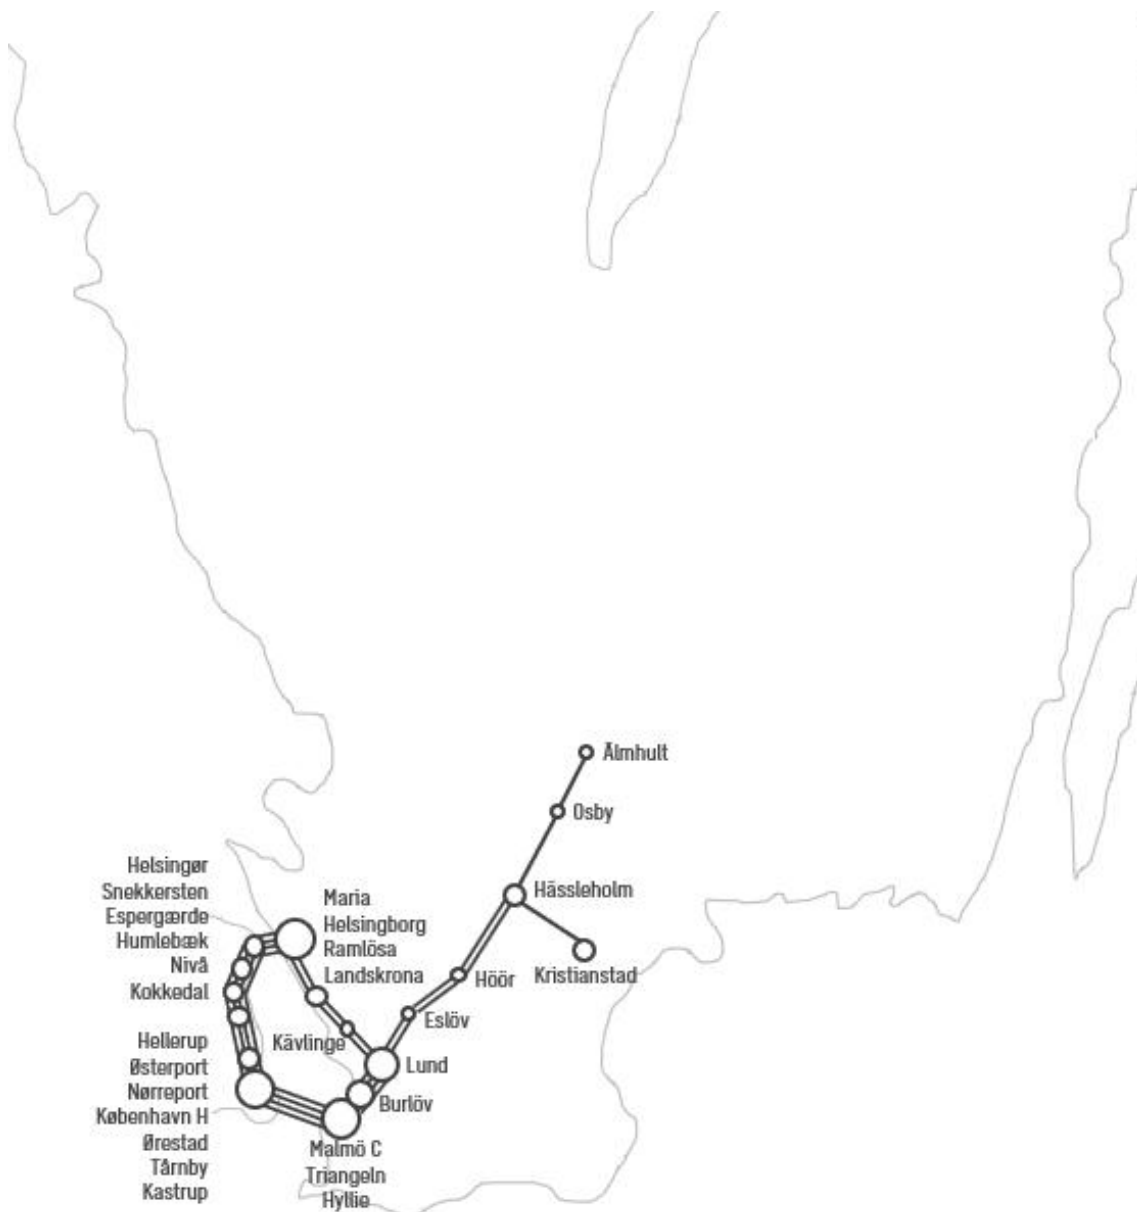 Älmhult
Osby
Hässleholm
Kristianstad
Höör
Eslöv
Lund
Burlöv
Kävlinge
Maria
Helsingborg
Ramlösa
Landskrona
Helsingør
Snekkersten
Espergærde
Humlebæk
Nivå
Kokkedal
Hellerup
Østerport
Nørreport
København H
Ørestad
Tårnby
Kastrup
Malmö C
Triangeln
Hyllie